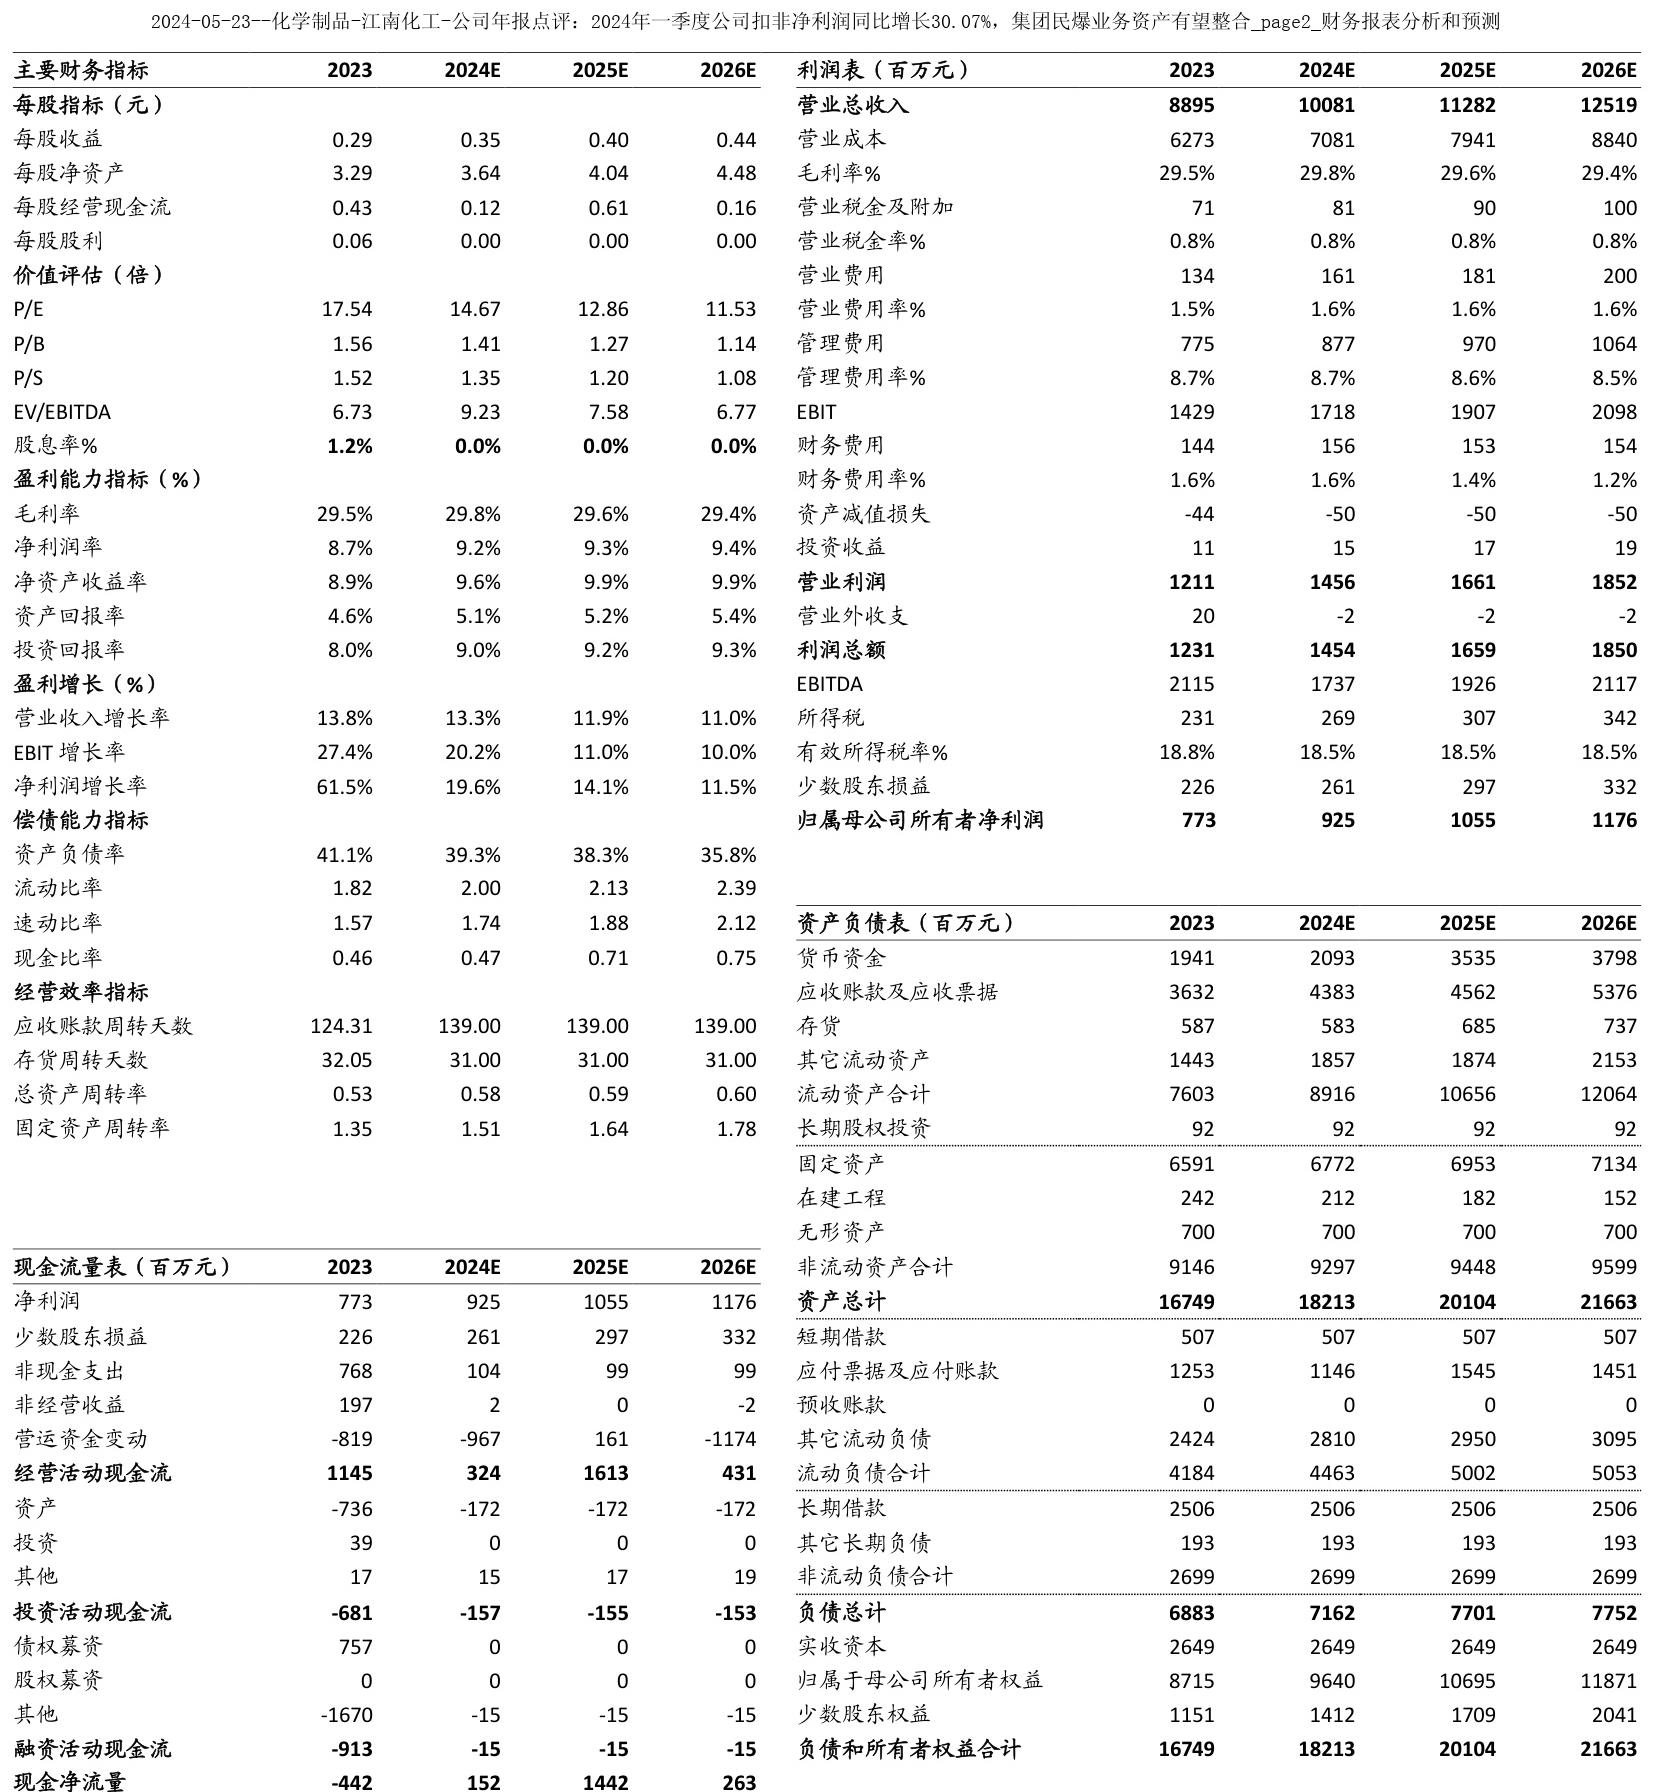 2024-05-23--化学制品-江南化工-公司年报点评：2024年一季度公司扣非净利润同比增长30.07%，集团民爆业务资产有望整合_page2_财务报表分析和预测
主要财务指标 2023 2024E 2025E 2026E
每股指标（元）
每股收益 0.29 0.35 0.40 0.44
每股净资产 3.29 3.64 4.04 4.48
每股经营现金流 0.43 0.12 0.61 0.16
每股股利 0.06 0.00 0.00 0.00
价值评估（倍）
P/E 17.54 14.67 12.86 11.53
P/B 1.56 1.41 1.27 1.14
P/S 1.52 1.35 1.20 1.08
EV/EBITDA 6.73 9.23 7.58 6.77
股息率% 1.2% 0.0% 0.0% 0.0%
盈利能力指标（%）
毛利率 29.5% 29.8% 29.6% 29.4%
净利润率 8.7% 9.2% 9.3% 9.4%
净资产收益率 8.9% 9.6% 9.9% 9.9%
资产回报率 4.6% 5.1% 5.2% 5.4%
投资回报率 8.0% 9.0% 9.2% 9.3%
盈利增长（%）
营业收入增长率 13.8% 13.3% 11.9% 11.0%
EBIT 增长率 27.4% 20.2% 11.0% 10.0%
净利润增长率 61.5% 19.6% 14.1% 11.5%
偿债能力指标
资产负债率 41.1% 39.3% 38.3% 35.8%
流动比率 1.82 2.00 2.13 2.39
速动比率 1.57 1.74 1.88 2.12
现金比率 0.46 0.47 0.71 0.75
经营效率指标
应收账款周转天数 124.31 139.00 139.00 139.00
存货周转天数 32.05 31.00 31.00 31.00
总资产周转率 0.53 0.58 0.59 0.60
固定资产周转率 1.35 1.51 1.64 1.78
现金流量表（百万元） 2023 2024E 2025E 2026E
净利润 773 925 1055 1176
少数股东损益 226 261 297 332
非现金支出 768 104 99 99
非经营收益 197 2 0 -2
营运资金变动 -819 -967 161 -1174
经营活动现金流 1145 324 1613 431
资产 -736 -172 -172 -172
投资 39 0 0 0
其他 17 15 17 19
投资活动现金流 -681 -157 -155 -153
债权募资 757 0 0 0
股权募资 0 0 0 0
其他 -1670 -15 -15 -15
融资活动现金流 -913 -15 -15 -15
现金净流量 -442 152 1442 263
利润表（百万元） 2023 2024E 2025E 2026E
营业总收入 8895 10081 11282 12519
营业成本 6273 7081 7941 8840
毛利率% 29.5% 29.8% 29.6% 29.4%
营业税金及附加 71 81 90 100
营业税金率% 0.8% 0.8% 0.8% 0.8%
营业费用 134 161 181 200
营业费用率% 1.5% 1.6% 1.6% 1.6%
管理费用 775 877 970 1064
管理费用率% 8.7% 8.7% 8.6% 8.5%
EBIT 1429 1718 1907 2098
财务费用 144 156 153 154
财务费用率% 1.6% 1.6% 1.4% 1.2%
资产减值损失 -44 -50 -50 -50
投资收益 11 15 17 19
营业利润 1211 1456 1661 1852
营业外收支 20 -2 -2 -2
利润总额 1231 1454 1659 1850
EBITDA 2115 1737 1926 2117
所得税 231 269 307 342
有效所得税率% 18.8% 18.5% 18.5% 18.5%
少数股东损益 226 261 297 332
归属母公司所有者净利润 773 925 1055 1176
资产负债表（百万元） 2023 2024E 2025E 2026E
货币资金 1941 2093 3535 3798
应收账款及应收票据 3632 4383 4562 5376
存货 587 583 685 737
其它流动资产 1443 1857 1874 2153
流动资产合计 7603 8916 10656 12064
长期股权投资 92 92 92 92
固定资产 6591 6772 6953 7134
在建工程 242 212 182 152
无形资产 700 700 700 700
非流动资产合计 9146 9297 9448 9599
资产总计 16749 18213 20104 21663
短期借款 507 507 507 507
应付票据及应付账款 1253 1146 1545 1451
预收账款 0 0 0 0
其它流动负债 2424 2810 2950 3095
流动负债合计 4184 4463 5002 5053
长期借款 2506 2506 2506 2506
其它长期负债 193 193 193 193
非流动负债合计 2699 2699 2699 2699
负债总计 6883 7162 7701 7752
实收资本 2649 2649 2649 2649
归属于母公司所有者权益 8715 9640 10695 11871
少数股东权益 1151 1412 1709 2041
负债和所有者权益合计 16749 18213 20104 21663